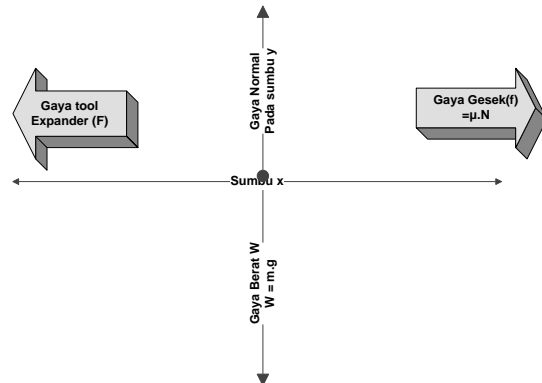 Gaya Normal
Pada sumbu y
Gaya tool
Expander (F)
Gaya Gesek(f)
=µ.N
Sumbu x
Gaya Berat W
W = m.g